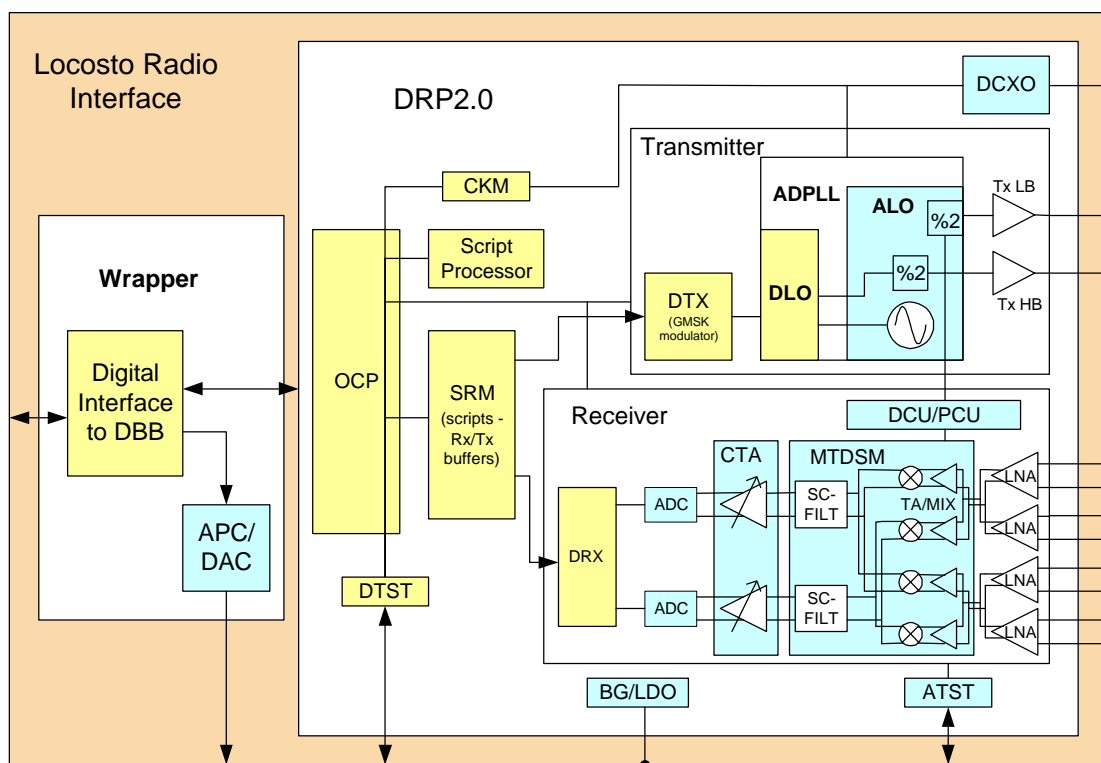 Locosto Radio
Interface
DRP2.0
DCXO
Transmitter
CKM
ADPLL
ALO
Tx LB
%2
Script
Processor
Wrapper
%2
DTX
(GMSK
modulator)
DLO
Tx HB
Digital
Interface
to DBB
OCP
SRM
(scripts -
Rx/Tx
buffers)
Receiver
DCU/PCU
CTA
MTDSM
LNA
ADC
SC-
FILT
TA/MIX
LNA
APC/
DAC
DRX
DTST
LNA
ADC
SC-
FILT
LNA
BG/LDO
ATST